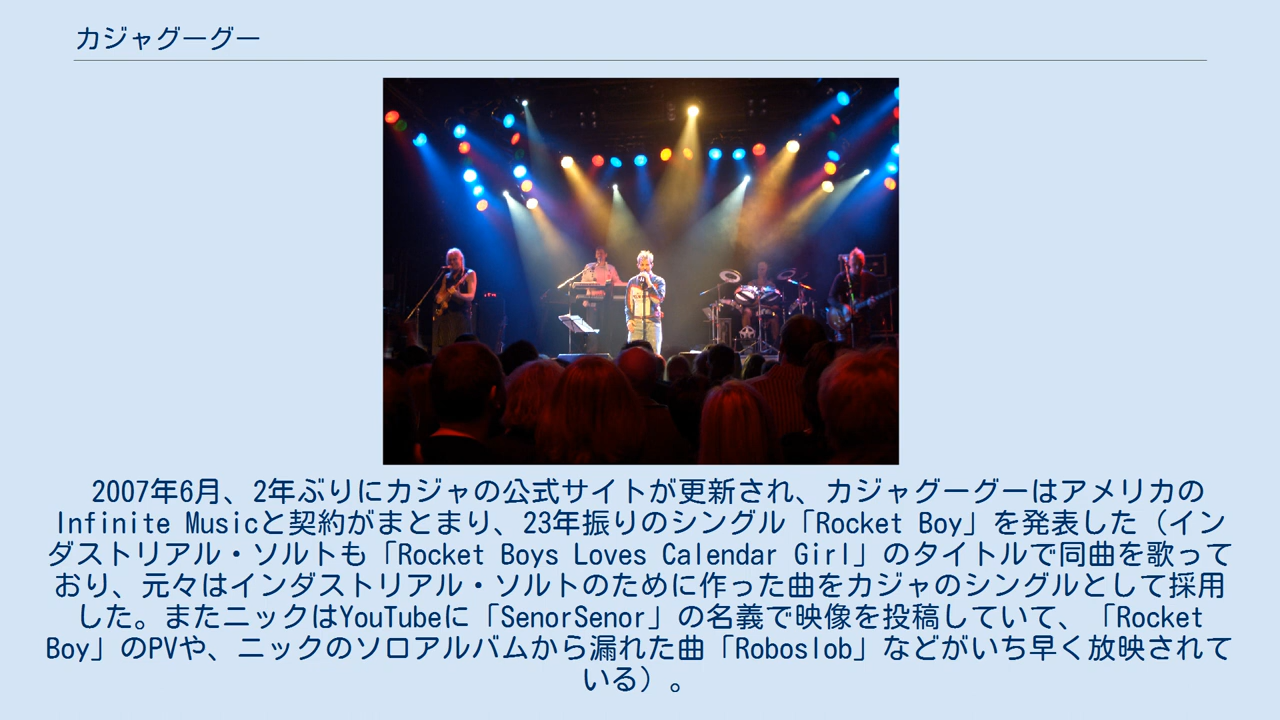 カジャグーグー
2007年6月、2年ぶりにカジャの公式サイトが更新され、カジャグーグーはアメリカの
Infinite Musicと契約がまとまり、23年振りのシングル「Rocket Boy」を発表した（イン
ダストリアル・ソルトも「Rocket Boys Loves Calendar Girl」のタイトルで同曲を歌って
おり、元々はインダストリアル・ソルトのために作った曲をカジャのシングルとして採用
した。またニックはYouTubeに「SenorSenor」の名義で映像を投稿していて、「Rocket
Boy」のPVや、ニックのソロアルバムから漏れた曲「Roboslob」などがいち早く放映されて
いる）。